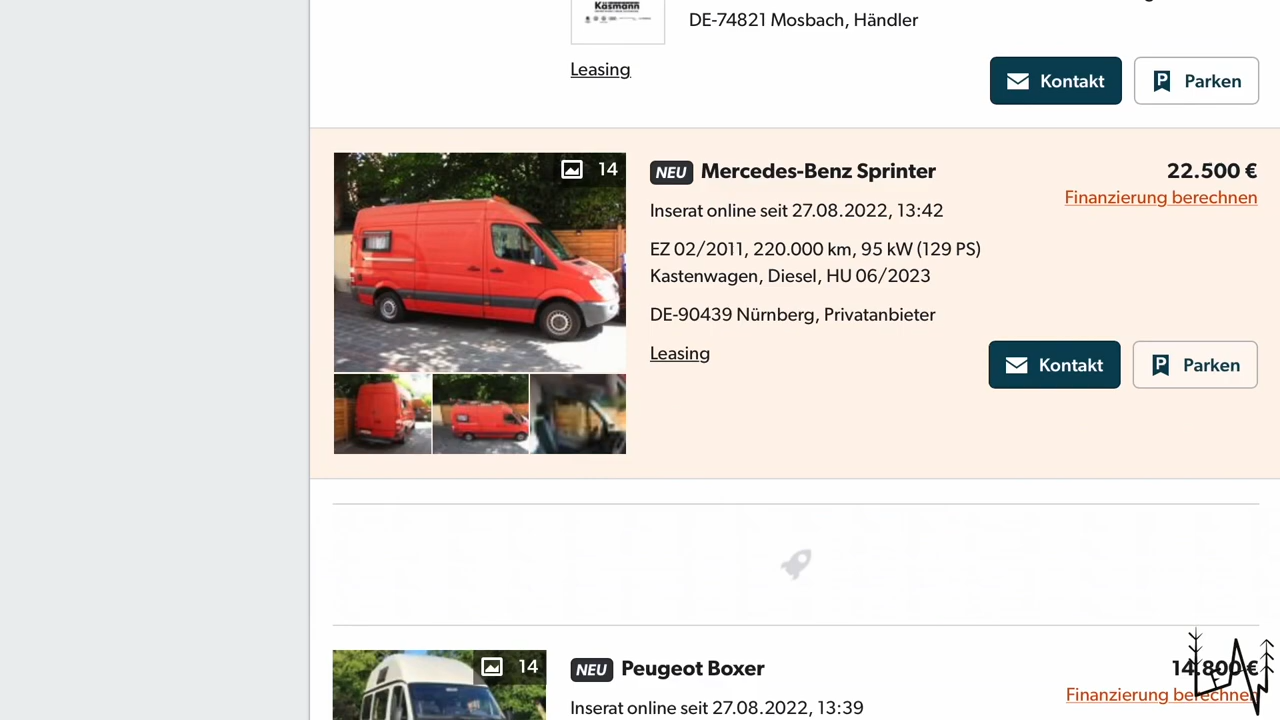 Käsmann
DE-74821 Mosbach, Händler
Leasing
Kontakt
Parken
14
NEU Mercedes-Benz Sprinter
22.500 €
Finanzierung berechnen
Inserat online seit 27.08.2022, 13:42
EZ 02/2011, 220.000 km, 95 kW (129 PS)
Kastenwagen, Diesel, HU 06/2023
DE-90439 Nürnberg, Privatanbieter
Leasing
Kontakt
Parken
14
NEU Peugeot Boxer
14.800 €
Finanzierung berechnen
Inserat online seit 27.08.2022, 13:39